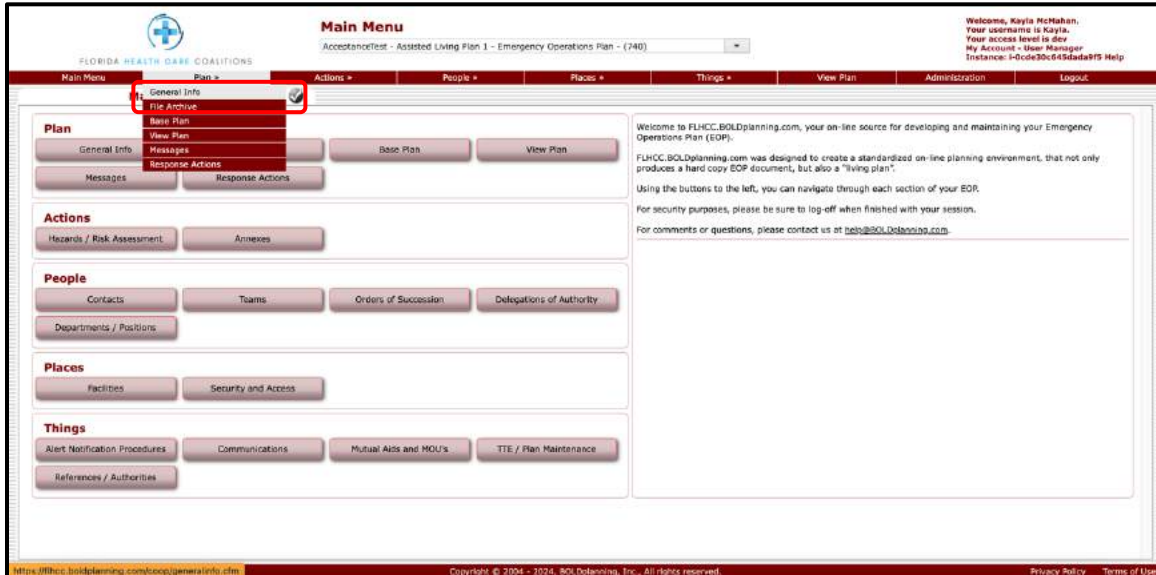 FLORIDA HEALTH CARE COALITIONS
Main Menu
AcceptanceTest - Assisted Living Plan 1 - Emergency Operations Plan - (740)
Welcome, Kayla McMahan.
Your username is Kayla.
Your access level is dev
My Account - User Manager
Instance: i-0cde30c645dada9f5 Help
Main Menu Plan » Actions » People » Places » Things » View Plan Administration Logout
General Info
File Archive
Base Plan
View Plan
Messages
Response Actions
Plan
General Info Base Plan View Plan
Messages Response Actions
Actions
Hazards / Risk Assessment Annexes
People
Contacts Teams Orders of Succession Delegations of Authority
Departments / Positions
Places
Facilities Security and Access
Things
Alert Notification Procedures Communications Mutual Aids and MOU's TTE / Plan Maintenance
References / Authorities
Welcome to FLHCC.BOLDplanning.com, your on-line source for developing and maintaining your Emergency
Operations Plan (EOP).
FLHCC.BOLDplanning.com was designed to create a standardized on-line planning environment, that not only
produces a hard copy EOP document, but also a "living plan".
Using the buttons to the left, you can navigate through each section of your EOP.
For security purposes, please be sure to log-off when finished with your session.
For comments or questions, please contact us at help@BOLDplanning.com.
https://flhcc.boldplanning.com/coop/generalinfo.cfm
Copyright © 2004 - 2024, BOLDplanning, Inc., All rights reserved.
Privacy Policy Terms of Use